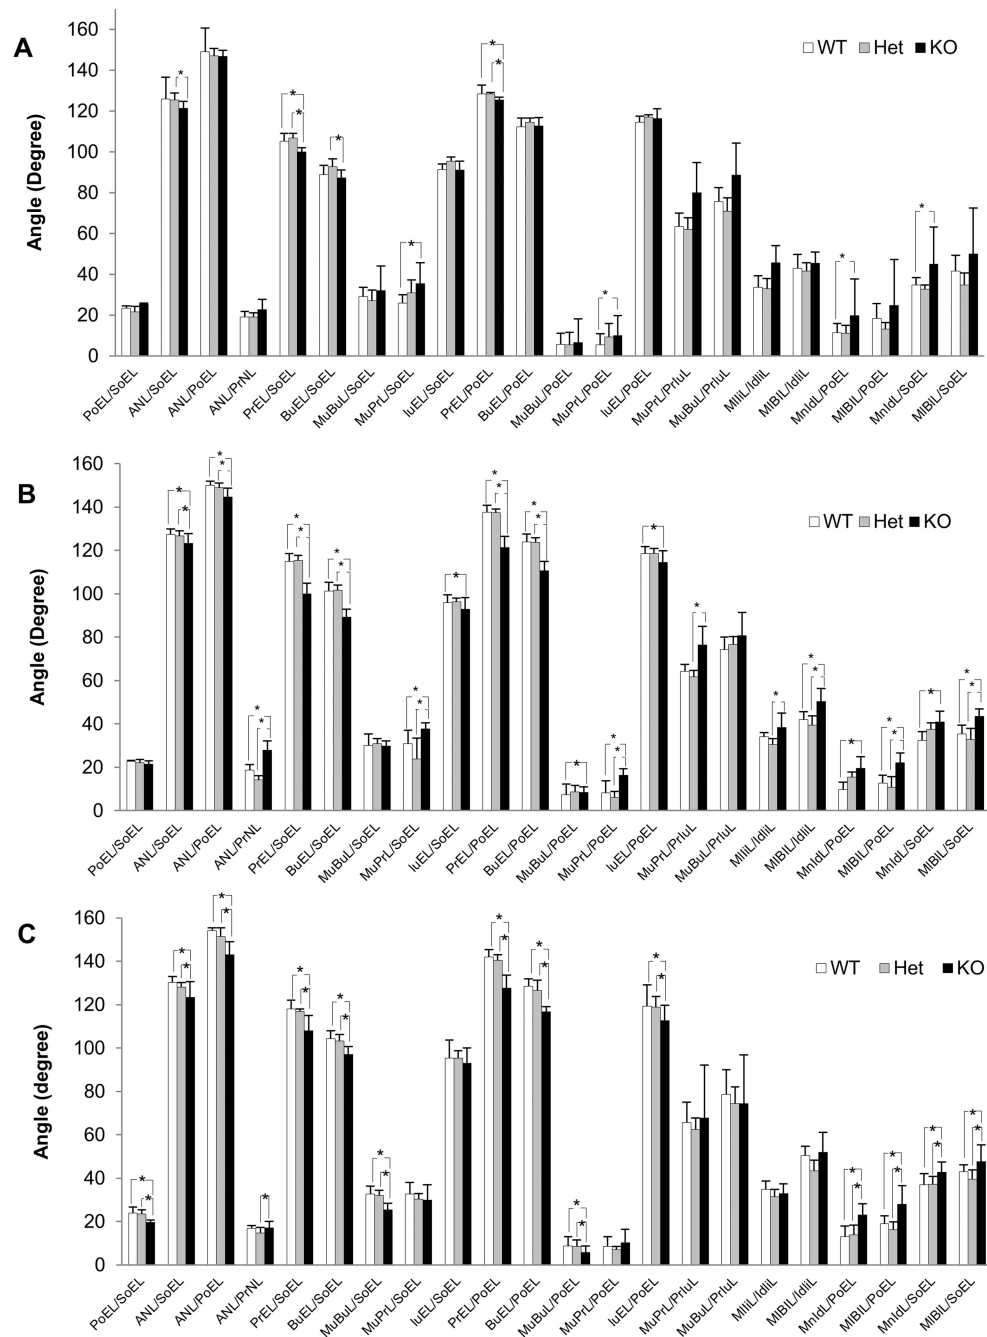 A
WT Het KO
Angle (Degree)
160
140
120
100
80
60
40
20
0
PoEL/SoEL
ANL/SoEL
ANL/PoEL
ANL/PrNL
PrEL/SoEL
BuEL/SoEL
MuBuL/SoEL
MuPrL/SoEL
IuEL/SoEL
PrEL/PoEL
BuEL/PoEL
MuBuL/PoEL
MuPrL/PoEL
IuEL/PoEL
MuPrL/PrIuL
MuBuL/PrIuL
MIiL/IdIiL
MIBIL/IdIiL
MnIdL/PoEL
MIBIL/PoEL
MnIdL/SoEL
MIBIL/SoEL
B
WT Het KO
Angle (Degree)
160
140
120
100
80
60
40
20
0
PoEL/SoEL
ANL/SoEL
ANL/PoEL
ANL/PrNL
PrEL/SoEL
BuEL/SoEL
MuBuL/SoEL
MuPrL/SoEL
IuEL/SoEL
PrEL/PoEL
BuEL/PoEL
MuBuL/PoEL
MuPrL/PoEL
IuEL/PoEL
MuPrL/PrIuL
MuBuL/PrIuL
MIiL/IdIiL
MIBIL/IdIiL
MnIdL/PoEL
MIBIL/PoEL
MnIdL/SoEL
MIBIL/SoEL
C
WT Het KO
Angle (degree)
160
140
120
100
80
60
40
20
0
PoEL/SoEL
ANL/SoEL
ANL/PoEL
ANL/PrNL
PrEL/SoEL
BuEL/SoEL
MuBuL/SoEL
MuPrL/SoEL
IuEL/SoEL
PrEL/PoEL
BuEL/PoEL
MuBuL/PoEL
MuPrL/PoEL
IuEL/PoEL
MuPrL/PrIuL
MuBuL/PrIuL
MIiL/IdIiL
MIBIL/IdIiL
MnIdL/PoEL
MIBIL/PoEL
MnIdL/SoEL
MIBIL/SoEL